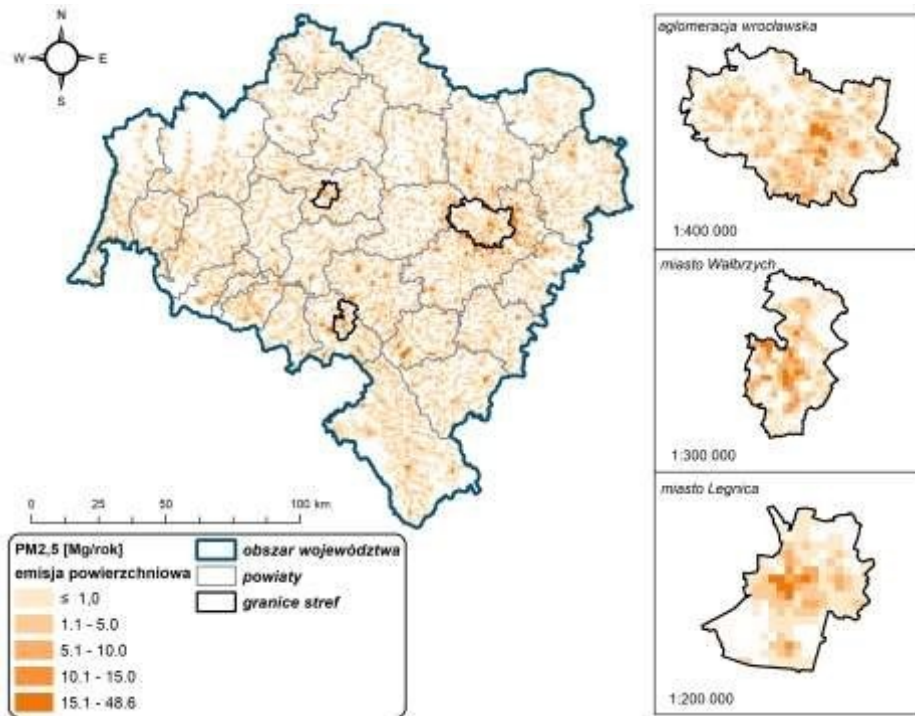 N
W
E
S
aglomeracja wrocławska
1:400 000
miasto Wałbrzych
1:300 000
miasto Legnica
1:200 000
0 25 50 100 km
PM2,5 [Mg/rok]
emisja powierzchniowa
≤ 1,0
1.1 - 5.0
5.1 - 10.0
10.1 - 15.0
15.1 - 48.6
obszar województwa
powiaty
granice stref